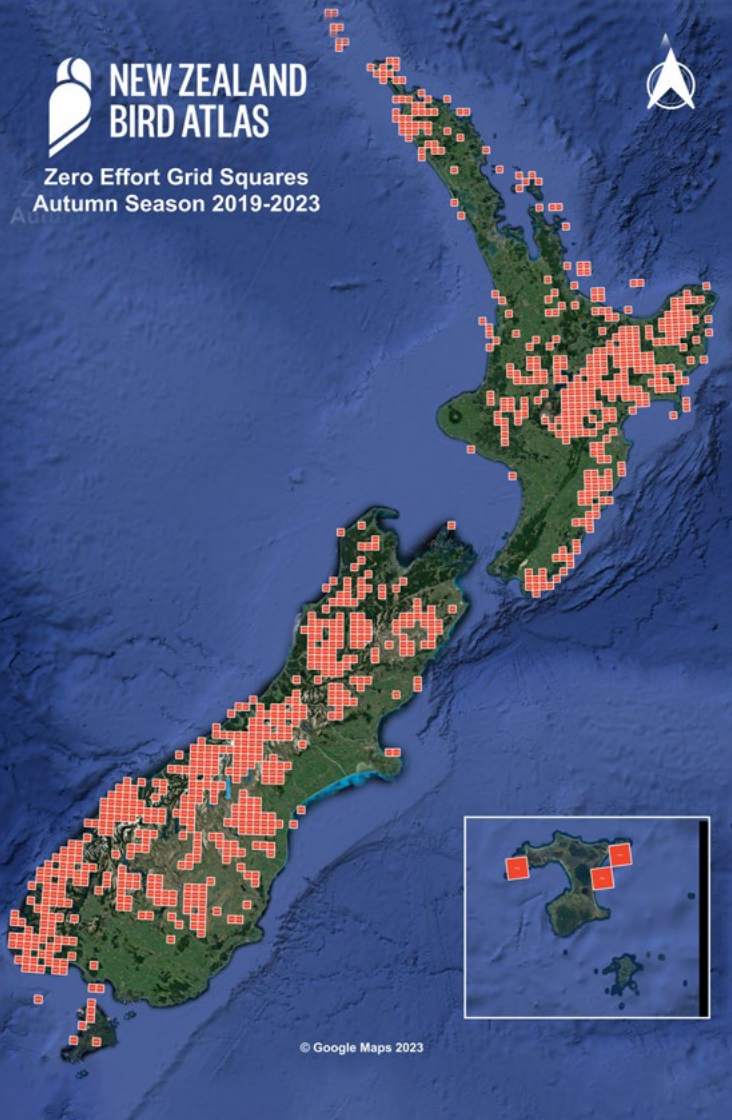 NEW ZEALAND
BIRD ATLAS
Zero Effort Grid Squares
Autumn Season 2019-2023
© Google Maps 2023